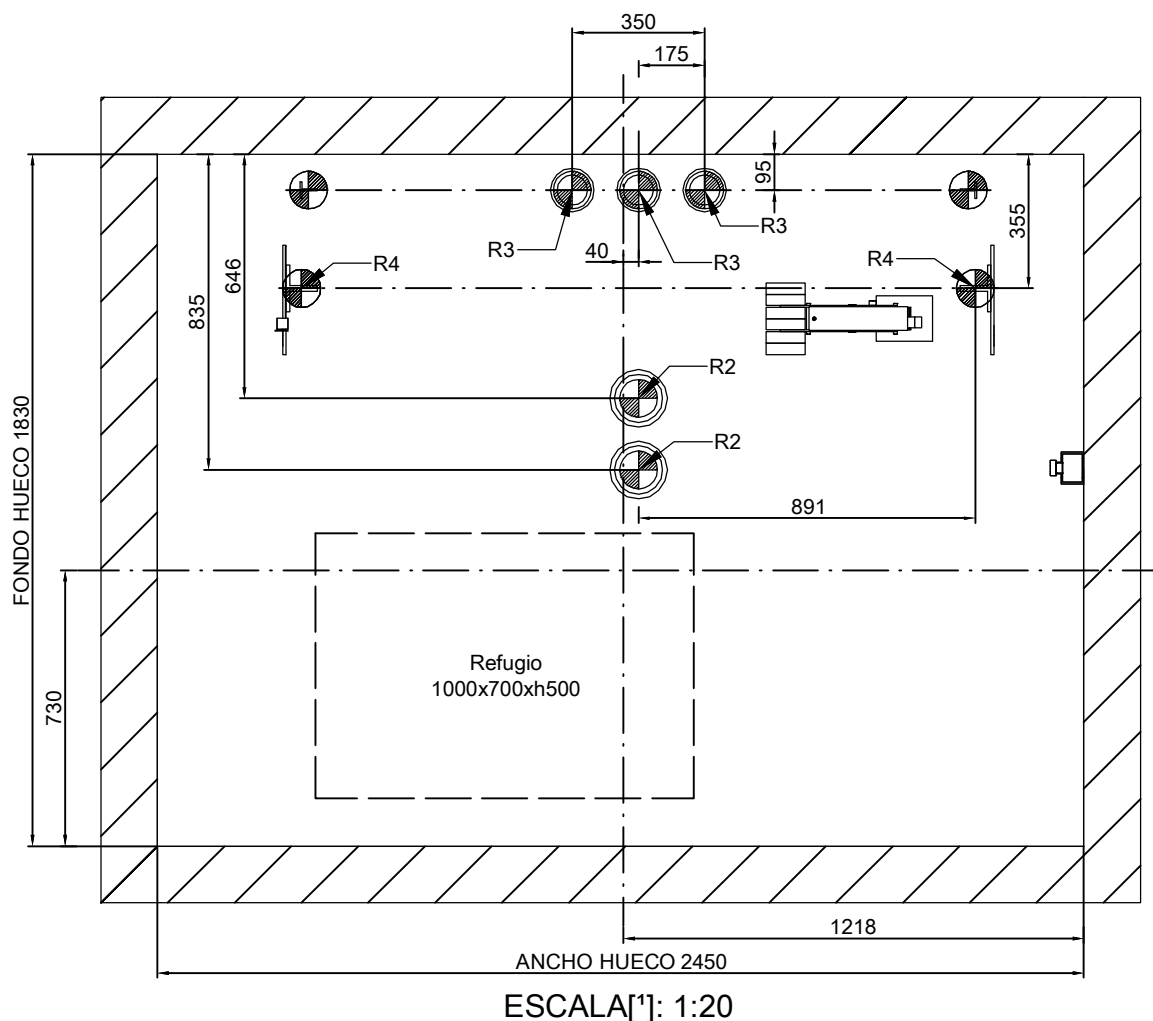 350
175
95
355
R3
R3
R3
40
R4
R4
646
835
R2
R2
891
FONDO HUECO 1830
730
Refugio
1000x700xh500
1218
ANCHO HUECO 2450
ESCALA[¹]: 1:20